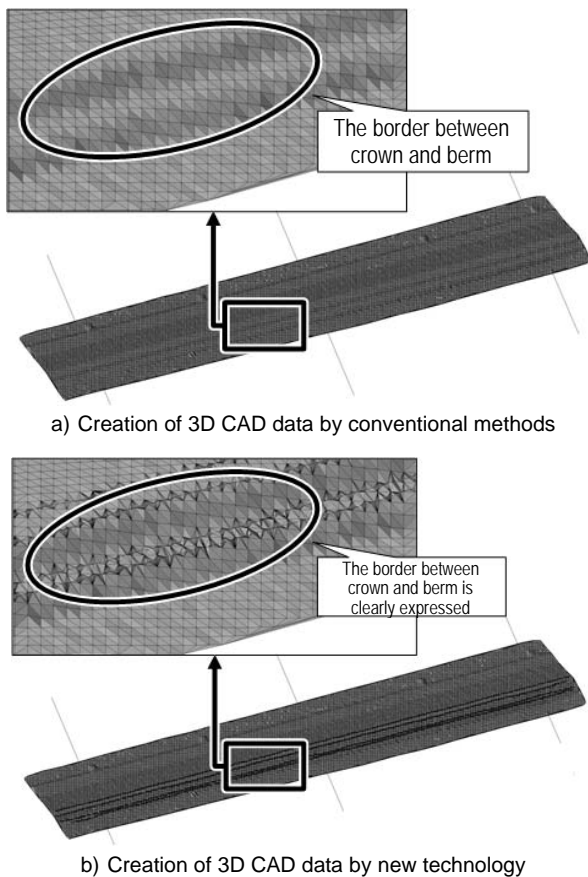 The border between
crown and berm
a) Creation of 3D CAD data by conventional methods
The border between
crown and berm is
clearly expressed
b) Creation of 3D CAD data by new technology